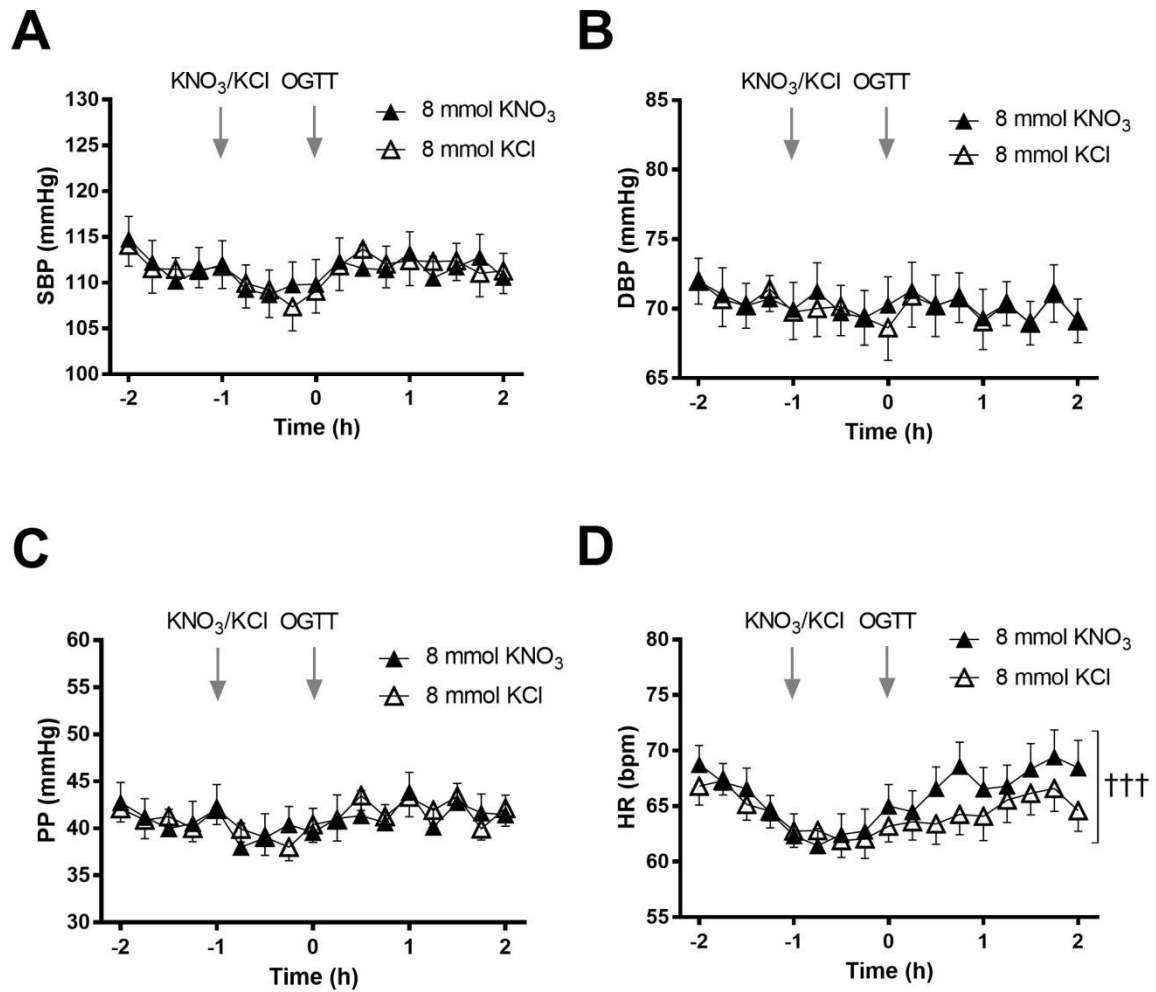 A
KNO3/KCl OGTT
8 mmol KNO3
8 mmol KCl
SBP (mmHg)
130
125
120
115
110
105
100
-2 -1 0 1 2
Time (h)
B
KNO3/KCl OGTT
8 mmol KNO3
8 mmol KCl
DBP (mmHg)
85
80
75
70
65
-2 -1 0 1 2
Time (h)
C
KNO3/KCl OGTT
8 mmol KNO3
8 mmol KCl
PP (mmHg)
60
55
50
45
40
35
30
-2 -1 0 1 2
Time (h)
D
KNO3/KCl OGTT
8 mmol KNO3
8 mmol KCl
HR (bpm)
80
75
70
65
60
55
†††
-2 -1 0 1 2
Time (h)